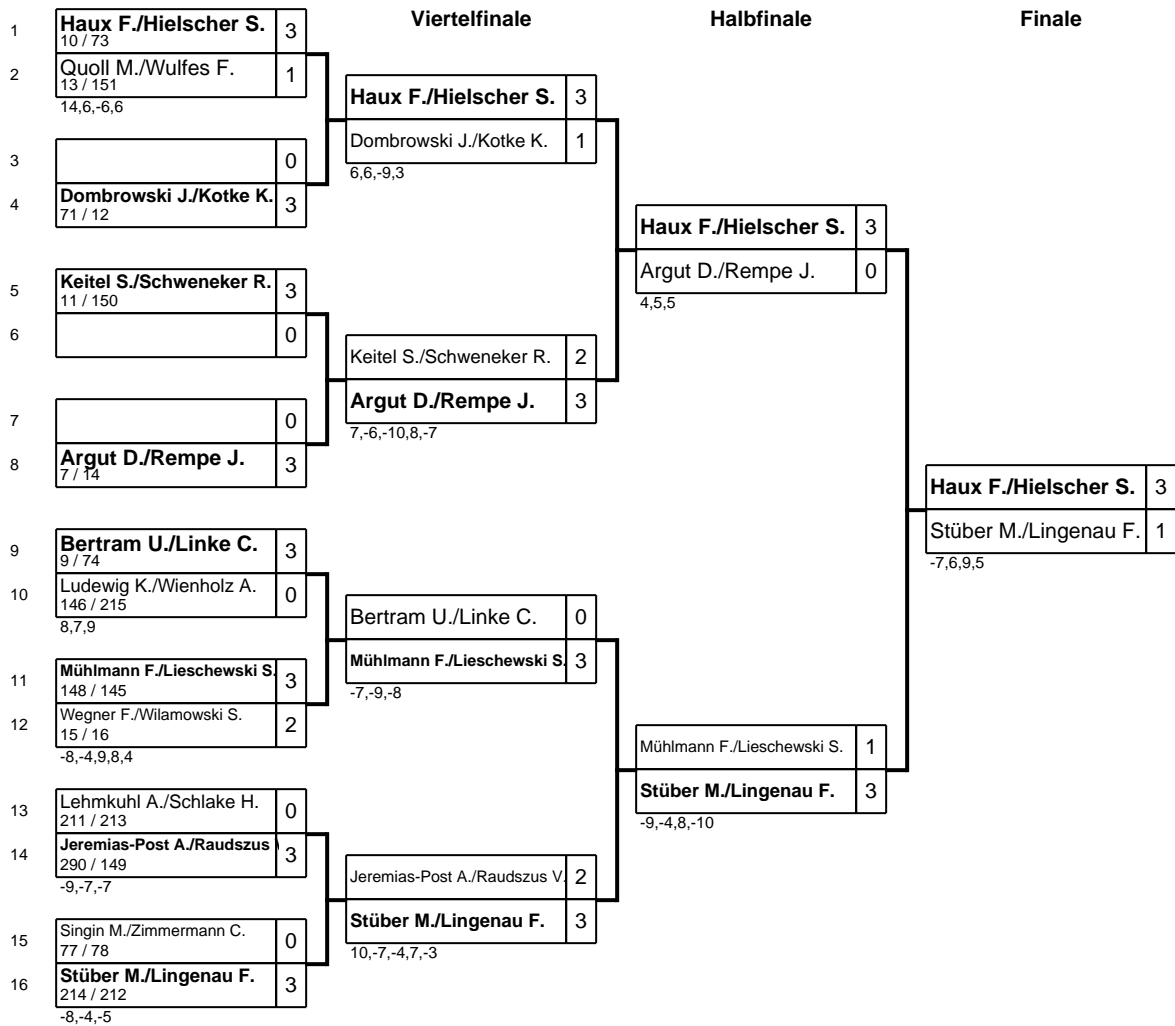 Viertelfinale
Halbfinale
Finale
1
Haux F./Hielscher S.
3
10 / 73
2
Quoll M./Wulfes F.
1
13 / 151
14,6,-6,6
3
0
4
Dombrowski J./Kotke K.
3
71 / 12
5
Keitel S./Schweneker R.
3
11 / 150
6
0
7
0
8
Argut D./Rempe J.
3
7 / 14
9
Bertram U./Linke C.
3
9 / 74
10
Ludewig K./Wienholz A.
0
146 / 215
8,7,9
11
Mühlmann F./Lieschewski S.
3
148 / 145
12
Wegner F./Wilamowski S.
2
15 / 16
-8,-4,9,8,4
13
Lehmkuhl A./Schlake H.
0
211 / 213
14
Jeremias-Post A./Raudszus
3
290 / 149
-9,-7,-7
15
Singin M./Zimmermann C.
0
77 / 78
16
Stüber M./Lingenau F.
3
214 / 212
-8,-4,-5
Haux F./Hielscher S.
3
Dombrowski J./Kotke K.
1
6,6,-9,3
Keitel S./Schweneker R.
2
Argut D./Rempe J.
3
7,-6,-10,8,-7
Bertram U./Linke C.
0
Mühlmann F./Lieschewski S.
3
-7,-9,-8
Jeremias-Post A./Raudszus V.
2
Stüber M./Lingenau F.
3
10,-7,-4,7,-3
Haux F./Hielscher S.
3
Argut D./Rempe J.
0
4,5,5
Mühlmann F./Lieschewski S.
1
Stüber M./Lingenau F.
3
-9,-4,8,-10
Haux F./Hielscher S.
3
Stüber M./Lingenau F.
1
-7,6,9,5